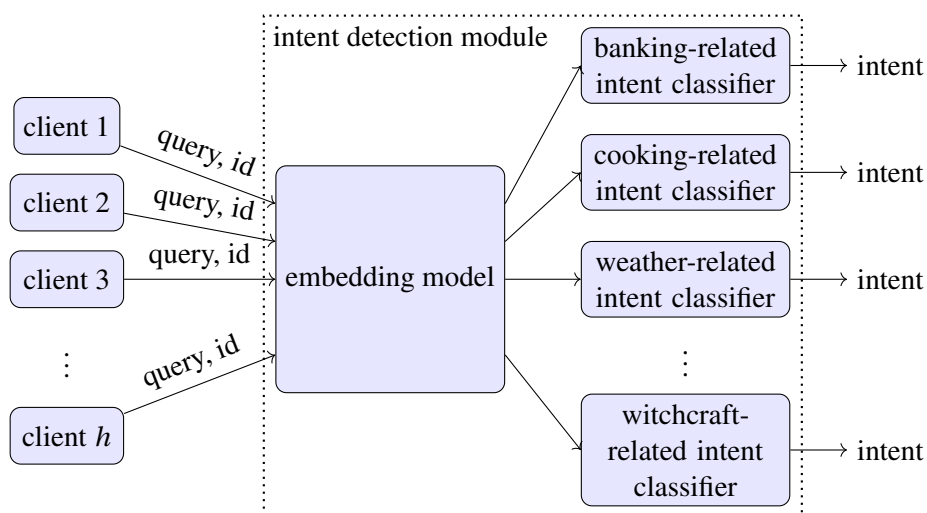 intent detection module
banking-related
intent classifier
intent
client 1
query, id
cooking-related
intent classifier
intent
client 2
query, id
client 3
query, id
embedding model
weather-related
intent classifier
intent
⋮
⋮
query, id
client h
witchcraft-
related intent
classifier
intent